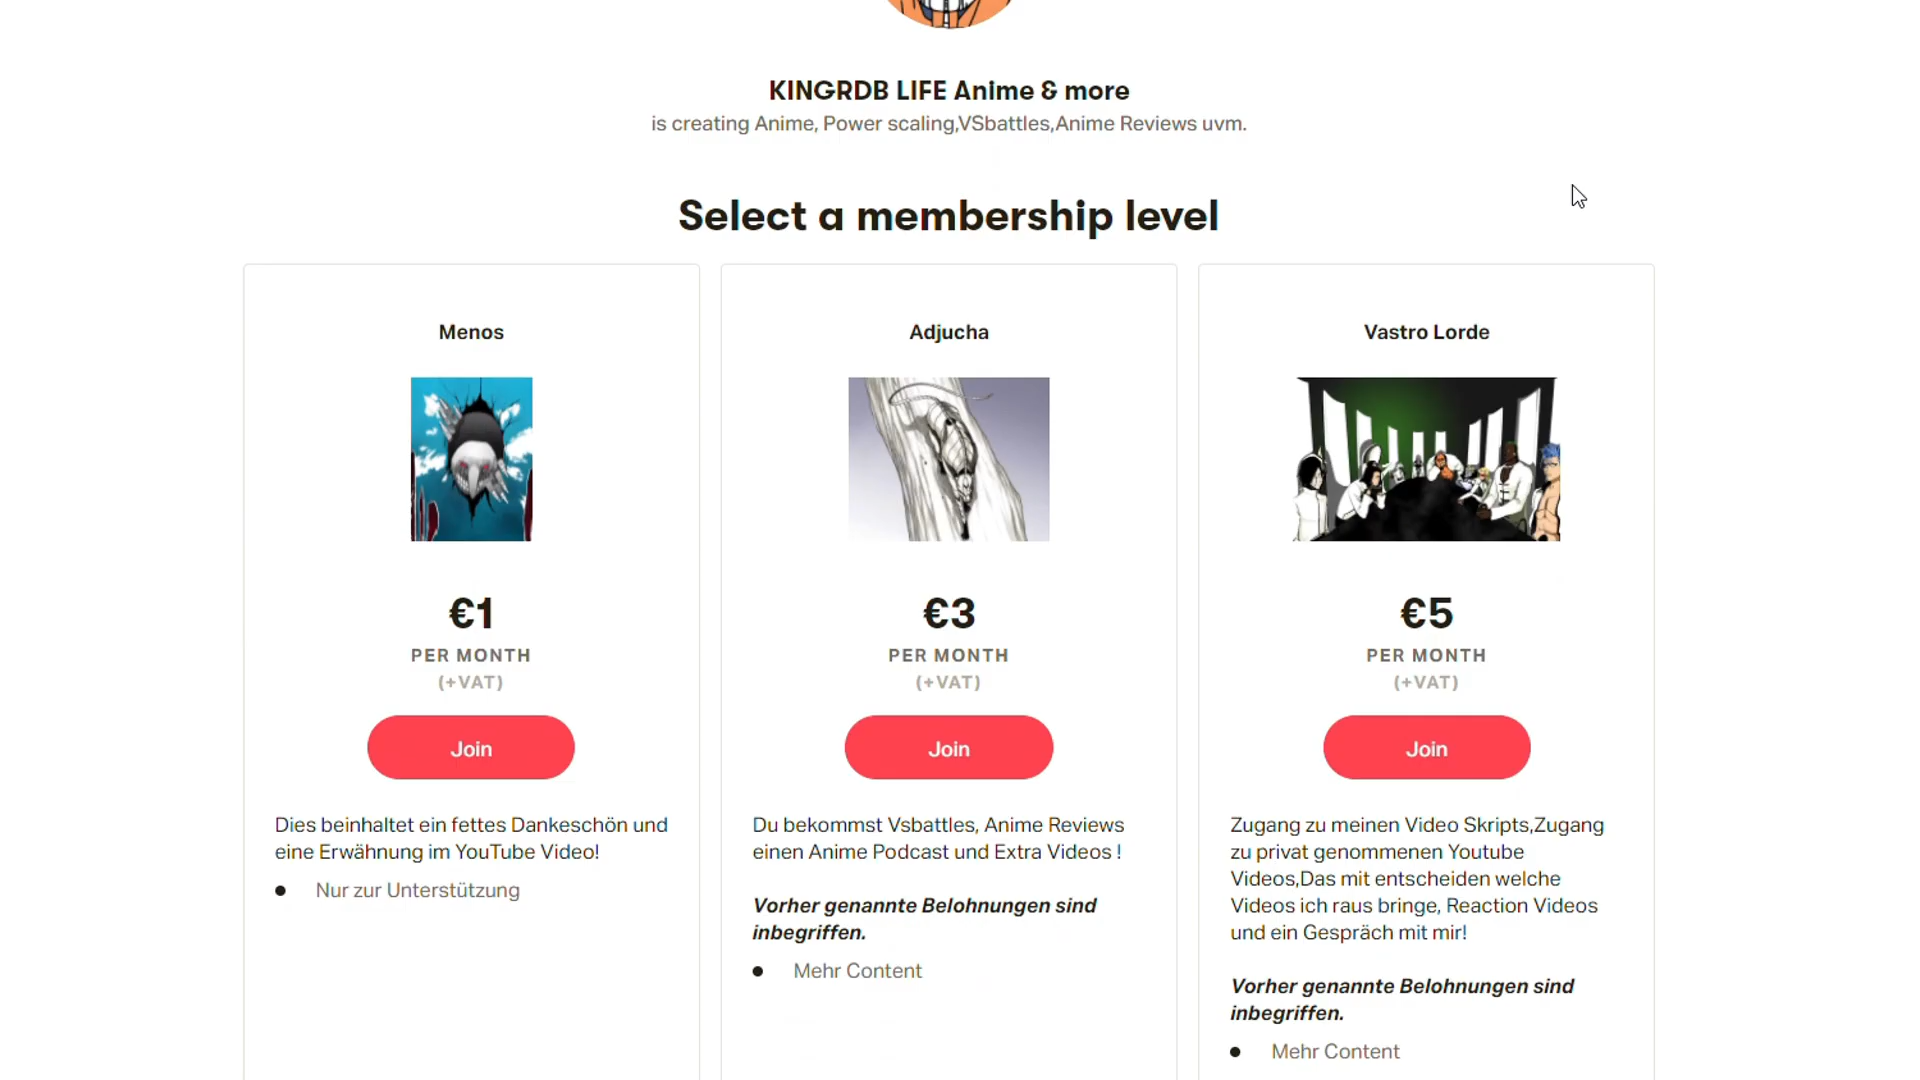 KINGRDB LIFE Anime & more
is creating Anime, Power scaling,VSbattles,Anime Reviews uvm.
Select a membership level
Menos
€1
PER MONTH
(+VAT)
Join
Dies beinhaltet ein fettes Dankeschön und
eine Erwähnung im YouTube Video!
Nur zur Unterstützung
Adjucha
€3
PER MONTH
(+VAT)
Join
Du bekommst Vsbattles, Anime Reviews
einen Anime Podcast und Extra Videos !
Vorher genannte Belohnungen sind
inbegriffen.
Mehr Content
Vastro Lorde
€5
PER MONTH
(+VAT)
Join
Zugang zu meinen Video Skripts,Zugang
zu privat genommenen Youtube
Videos,Das mit entscheiden welche
Videos ich raus bringe, Reaction Videos
und ein Gespräch mit mir!
Vorher genannte Belohnungen sind
inbegriffen.
Mehr Content